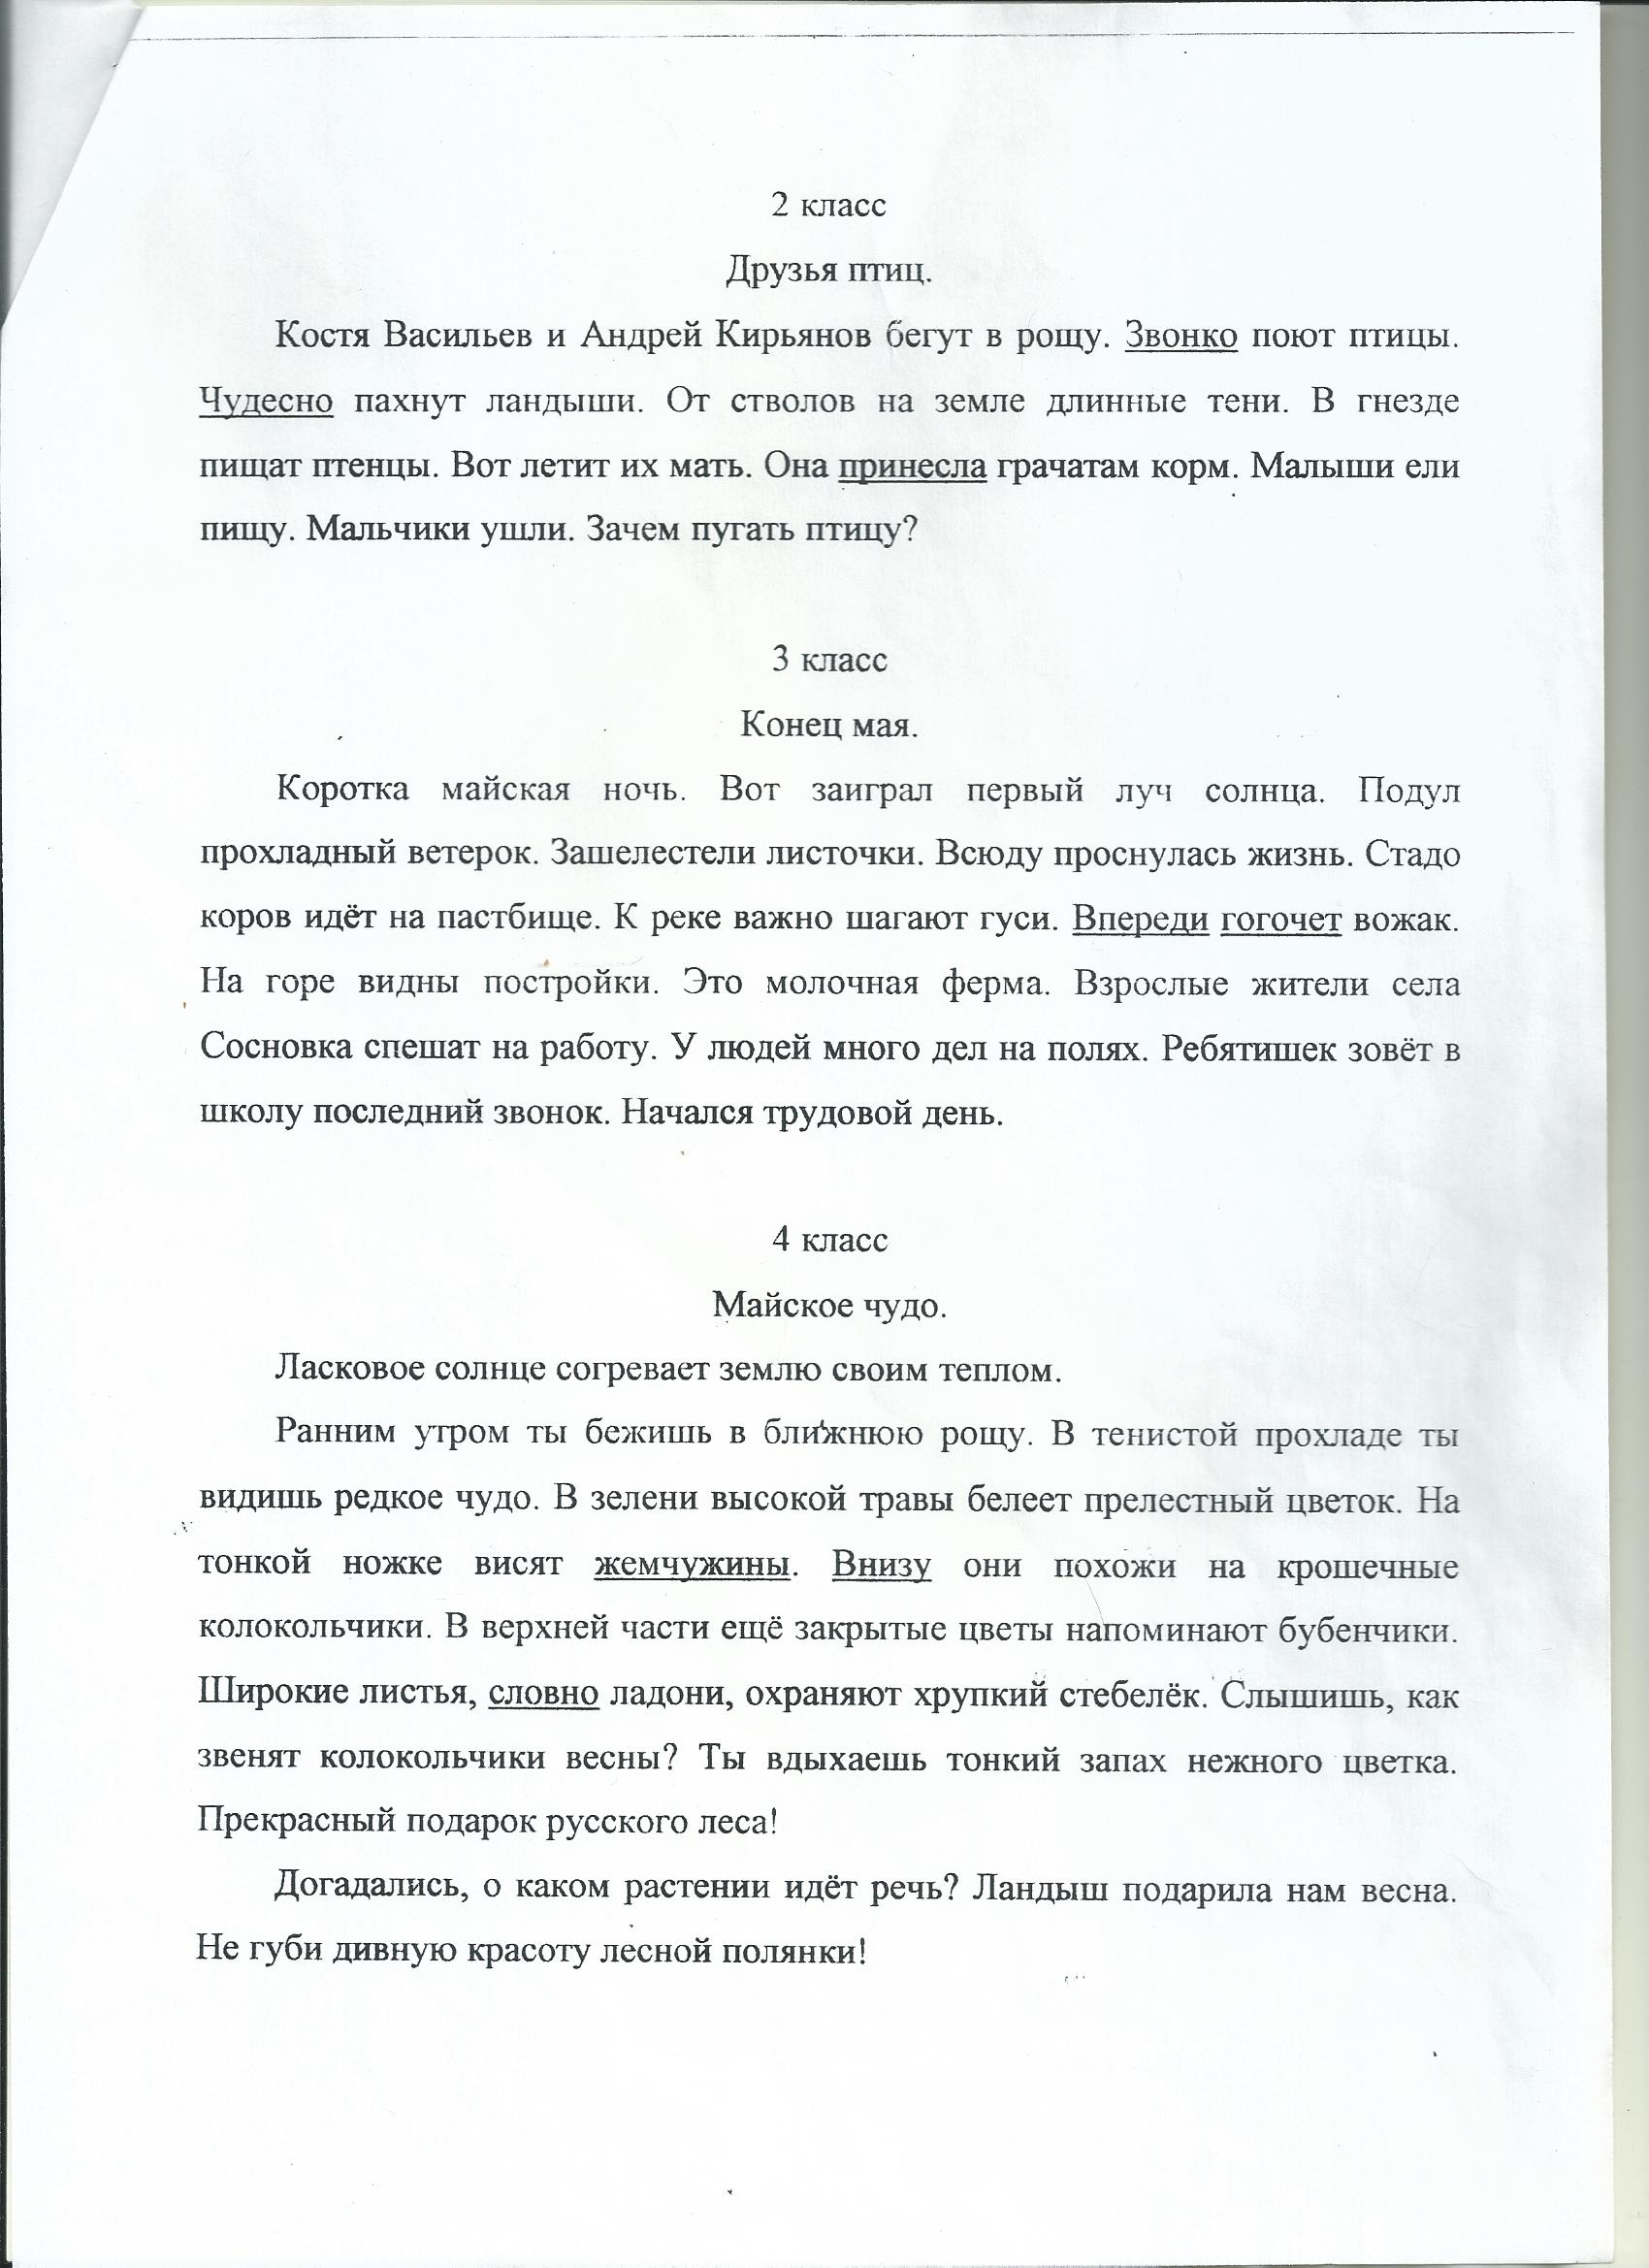 2 класс
Друзья птиц.
Костя Васильев и Андрей Кирьянов бегут в рощу. Звонко поют птицы.
Чудесно пахнут ландыши. От стволов на земле длинные тени. В гнезде
пищат птенцы. Вот летит их мать. Она принесла грачатам корм. Малыши ели
пищу. Мальчики ушли. Зачем пугать птицу?
3 класс
Конец мая.
Коротка майская ночь. Вот заиграл первый луч солнца. Подул
прохладный ветерок. Зашелестели листочки. Всюду проснулась жизнь. Стадо
коров идёт на пастбище. К реке важно шагают гуси. Впереди гогочет вожак.
На горе видны постройки. Это молочная ферма. Взрослые жители села
Сосновка спешат на работу. У людей много дел на полях. Ребятишек зовёт в
школу последний звонок. Начался трудовой день.
4 класс
Майское чудо.
Ласковое солнце согревает землю своим теплом.
Ранним утром ты бежишь в ближнюю рощу. В тенистой прохладе ты
видишь редкое чудо. В зелени высокой травы белеет прелестный цветок. На
тонкой ножке висят жемчужины. Внизу они похожи на крошечные
колокольчики. В верхней части ещё закрытые цветы напоминают бубенчики.
Широкие листья, словно ладони, охраняют хрупкий стебелёк. Слышишь, как
звенят колокольчики весны? Ты вдыхаешь тонкий запах нежного цветка.
Прекрасный подарок русского леса!
Догадались, о каком растении идёт речь? Ландыш подарила нам весна.
Не губи дивную красоту лесной полянки!